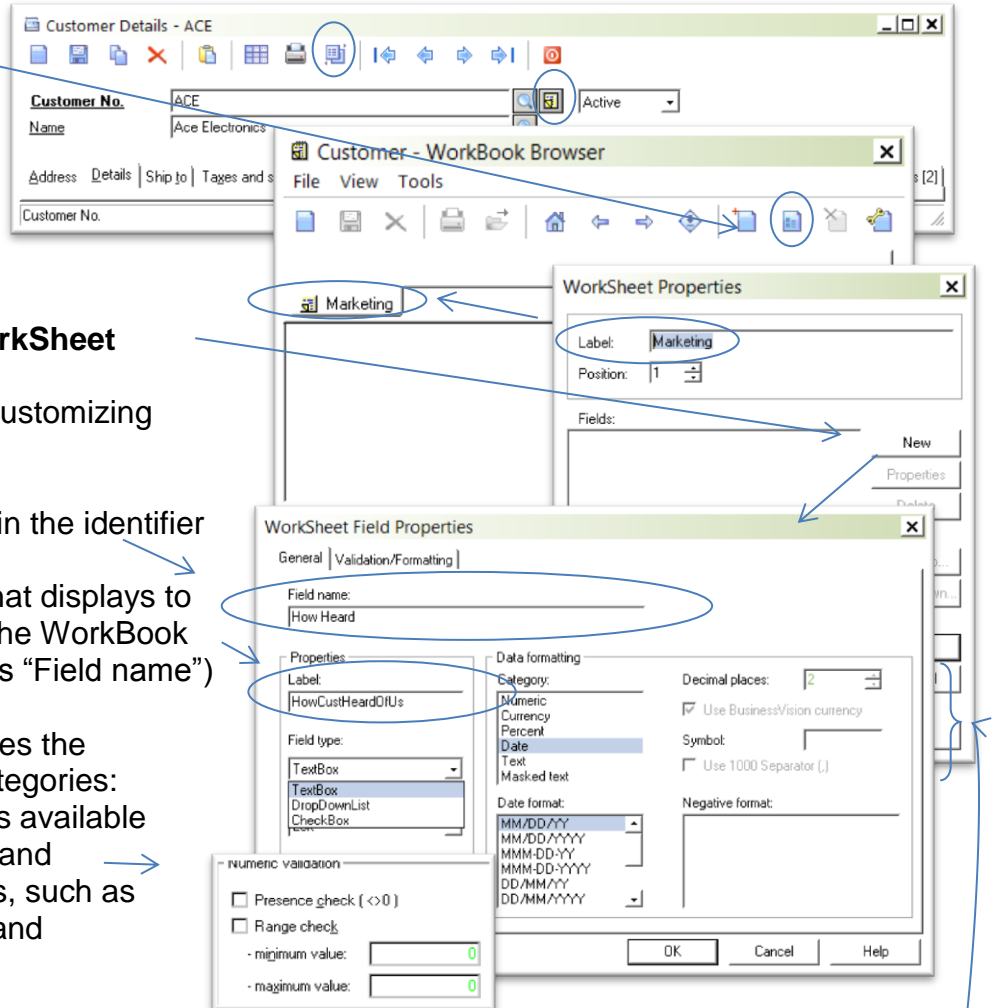 Customer Details - ACE
Customer No.
ACE
Active
Name
Ace Electronics
Address
Details
Ship to
Taxes and s
s [2]
Customer No.
Customer - WorkBook Browser
File View Tools
Marketing
WorkSheet Properties
Label:
Marketing
Position:
1
Fields:
New
Properties
Delete
rkSheet
ustomizing
in the identifier
hat displays to
he WorkBook
s “Field name”)
es the
tegories:
s available
and
s, such as
and
WorkSheet Field Properties
General
Validation/Formatting
Field name:
How Heard
Properties
Label:
HowCustHeardOfUs
Field type:
TextBox
TextBox
DropDownList
CheckBox
Data formatting
Category:
Numeric
Currency
Percent
Date
Text
Masked text
Decimal places:
2
Use BusinessVision currency
Symbol:
Use 1000 Separator (,)
Date format:
MM/DD/YY
MM/DD/YYYY
MMM-DD-YY
MMM-DD-YYYY
DD/MM/YY
DD/MM/YYYY
Negative format:
OK
Cancel
Help
Numeric validation
Presence check ( <>0 )
Range check
- minimum value:
0
- maximum value:
0